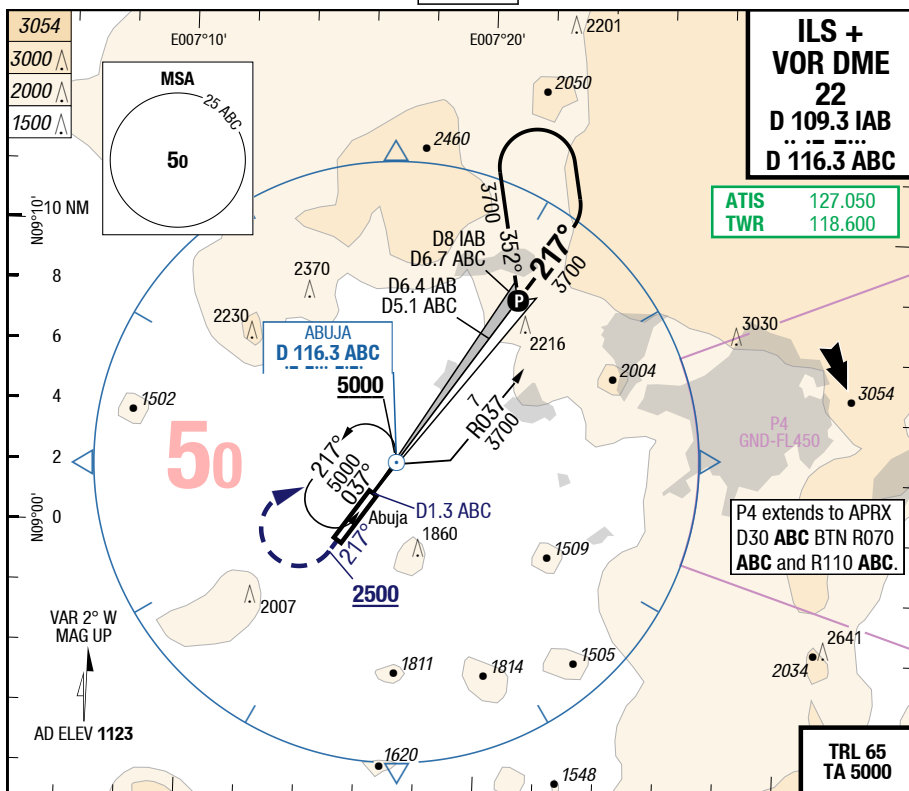 3054
3000
2000
1500
E007°10'
E007°20'
2201
ILS +
VOR DME
22
D 109.3 IAB
D 116.3 ABC
MSA
25 ABC
50
2050
2460
ATIS 127.050
TWR 118.600
N09°10'
10 NM
8
6
4
2
0
N09°00'
3700
352°
D8 IAB
D6.7 ABC
217°
3700
P
D6.4 IAB
D5.1 ABC
2370
2230
2216
3030
ABUJA
D 116.3 ABC
5000
2004
3054
1502
7
R037
3700
P4
GND-FL450
50
217°
5000
037°
D1.3 ABC
Abuja
217°
2500
1860
1509
P4 extends to APRX
D30 ABC BTN R070
ABC and R110 ABC.
2007
VAR 2° W
MAG UP
AD ELEV 1123
1811
1814
1505
2641
2034
1620
1548
TRL 65
TA 5000